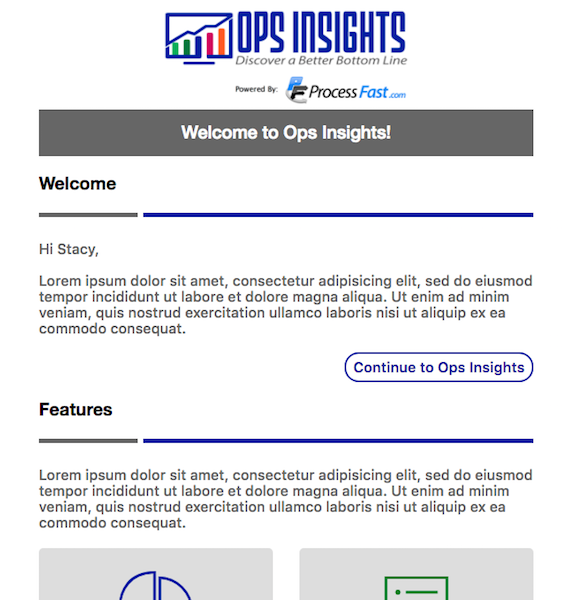 OPS INSIGHTS
Discover a Better Bottom Line
Powered By: ProcessFast.com
Welcome to Ops Insights!
Welcome
Hi Stacy,
Lorem ipsum dolor sit amet, consectetur adipisicing elit, sed do eiusmod
tempor incididunt ut labore et dolore magna aliqua. Ut enim ad minim
veniam, quis nostrud exercitation ullamco laboris nisi ut aliquip ex ea
commodo consequat.
Continue to Ops Insights
Features
Lorem ipsum dolor sit amet, consectetur adipisicing elit, sed do eiusmod
tempor incididunt ut labore et dolore magna aliqua. Ut enim ad minim
veniam, quis nostrud exercitation ullamco laboris nisi ut aliquip ex ea
commodo consequat.